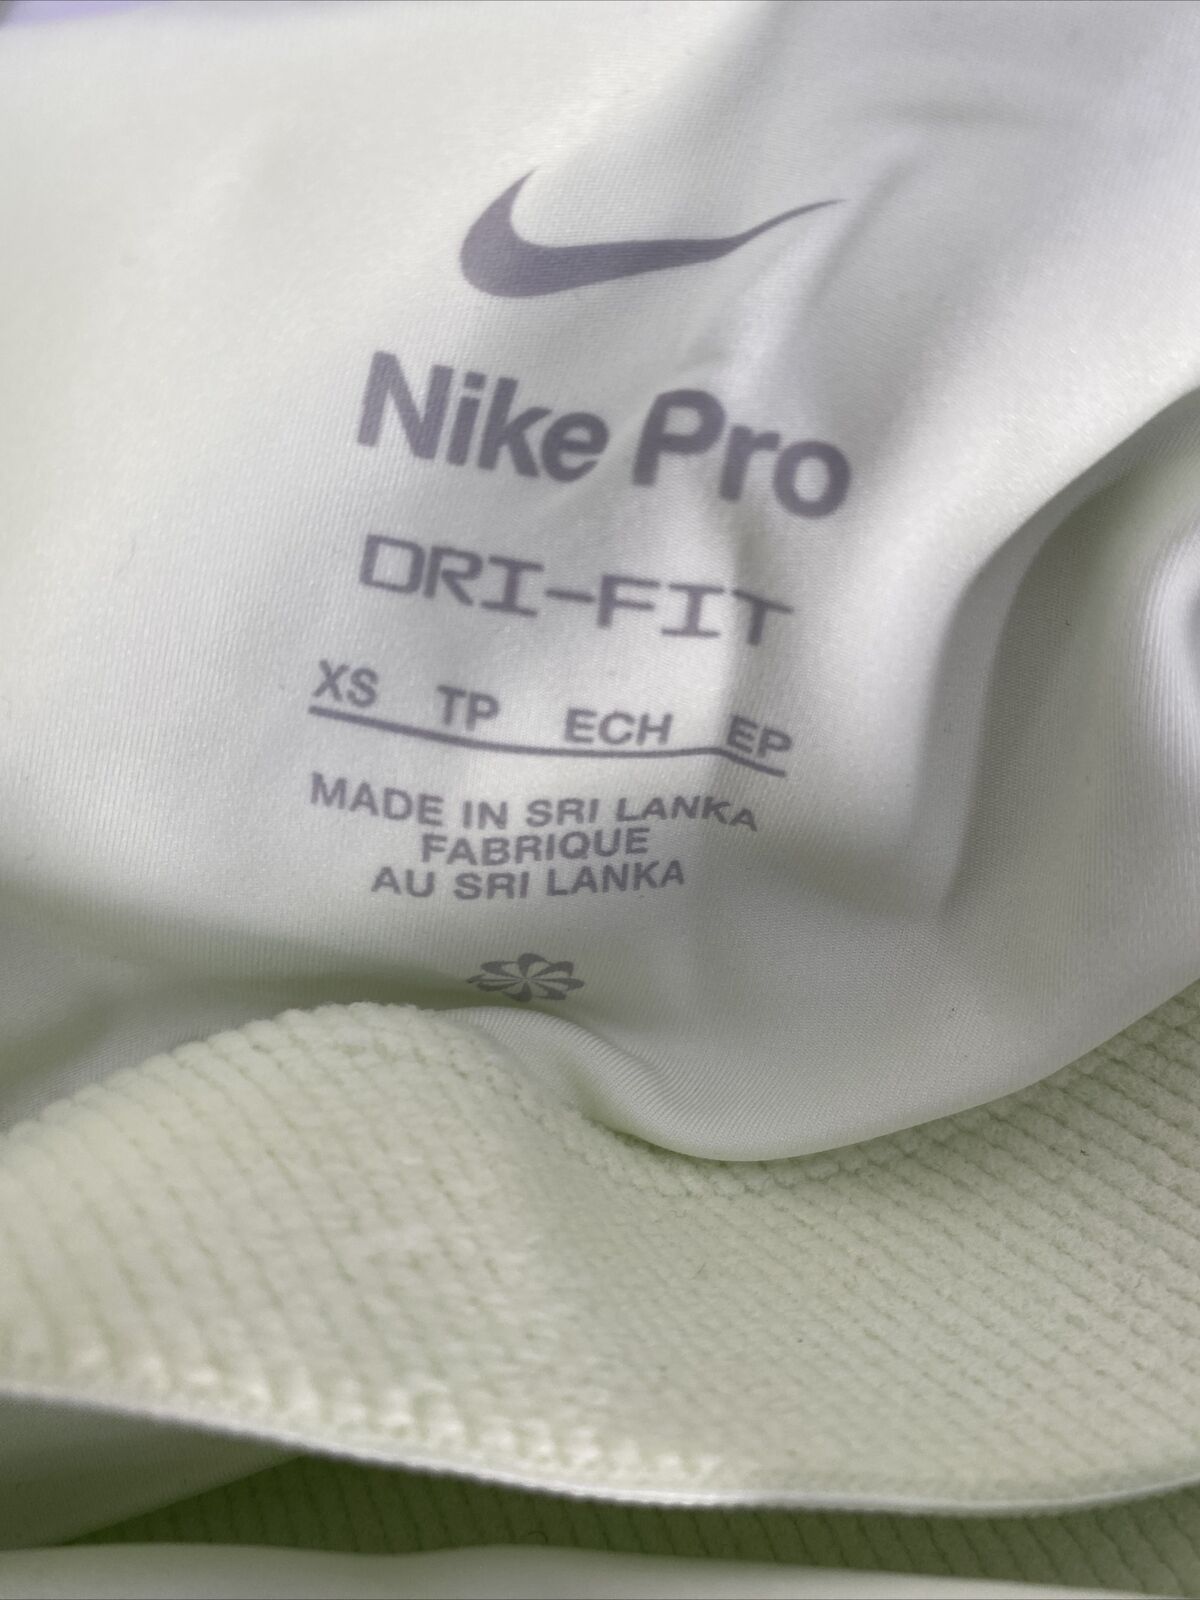 Nike Pro
DRI-FIT
XS TP ECH EP
MADE IN SRI LANKA
FABRIQUE
AU SRI LANKA